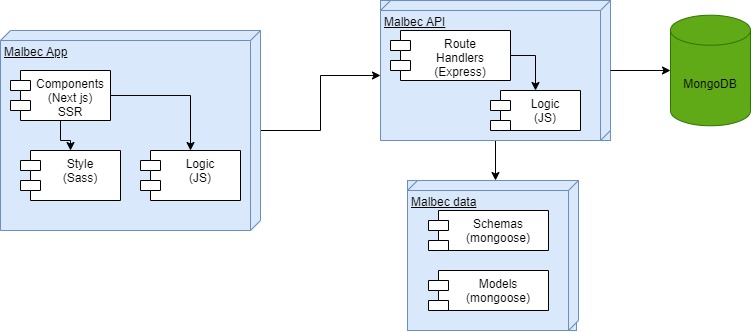 Malbec App
Components
(Next js)
SSR
Style
(Sass)
Logic
(JS)
Malbec API
Route
Handlers
(Express)
Logic
(JS)
MongoDB
Malbec data
Schemas
(mongoose)
Models
(mongoose)